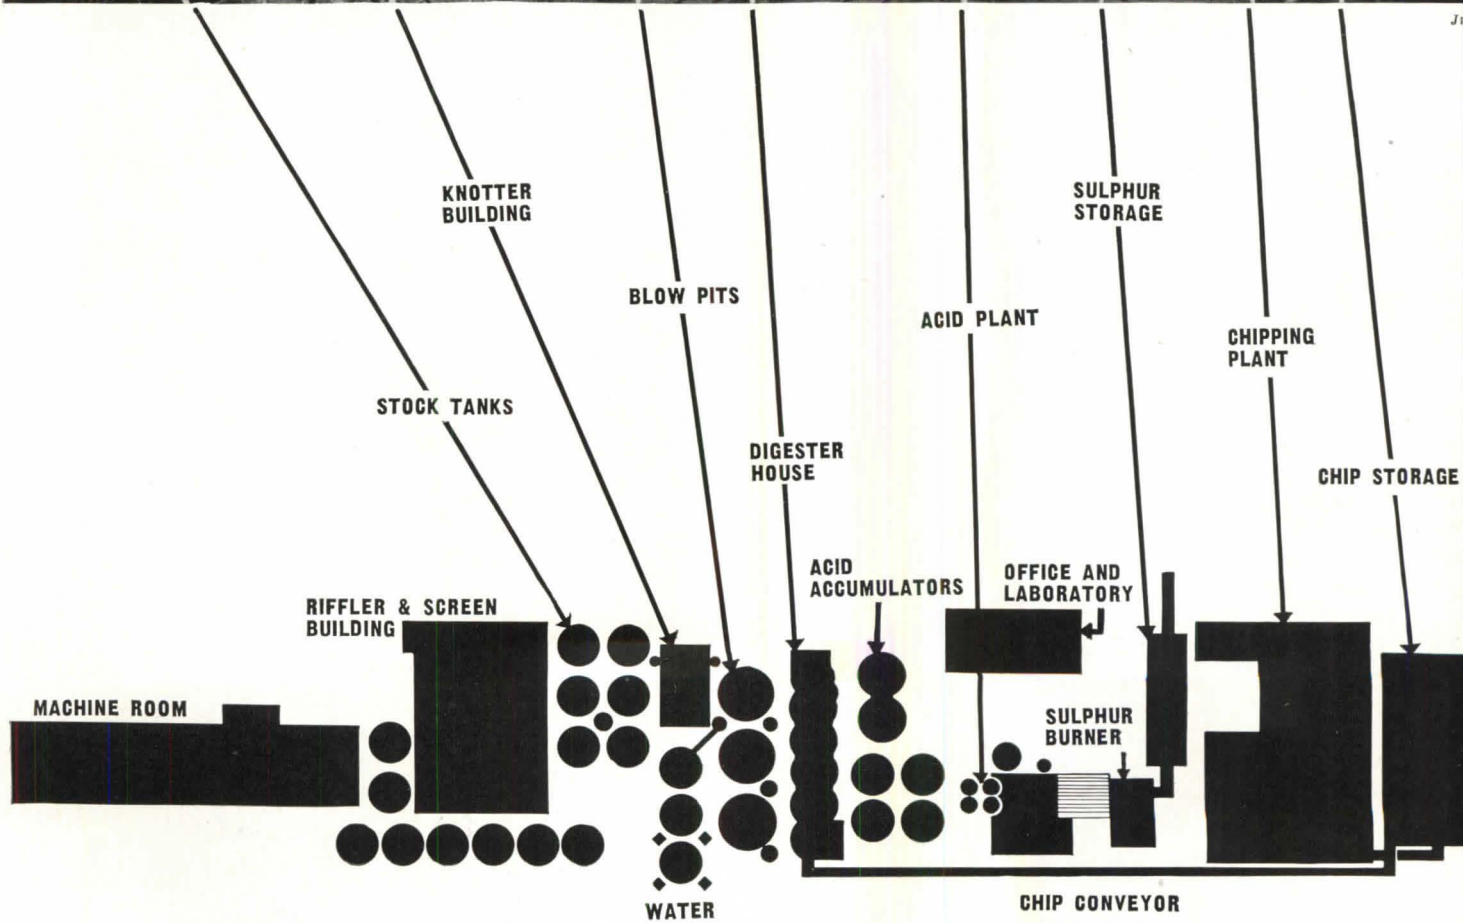 KNOTTER
BUILDING
SULPHUR
STORAGE
BLOW PITS
ACID PLANT
CHIPPING
PLANT
STOCK TANKS
DIGESTER
HOUSE
CHIP STORAGE
ACID
ACCUMULATORS
OFFICE AND
LABORATORY
RIFFLER & SCREEN
BUILDING
MACHINE ROOM
SULPHUR
BURNER
CHIP CONVEYOR
WATER